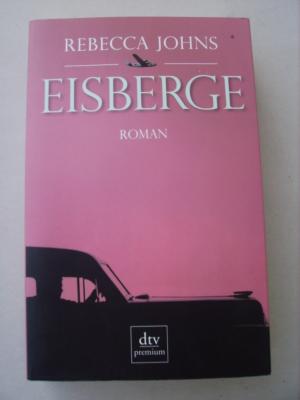 REBECCA JOHNS
EISBERGE
ROMAN
dtv
premium